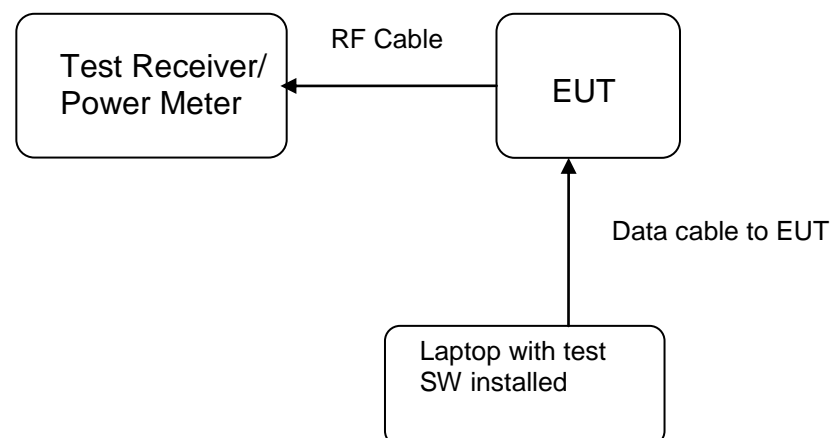 RF Cable
Test Receiver/
Power Meter
EUT
Data cable to EUT
Laptop with test
SW installed